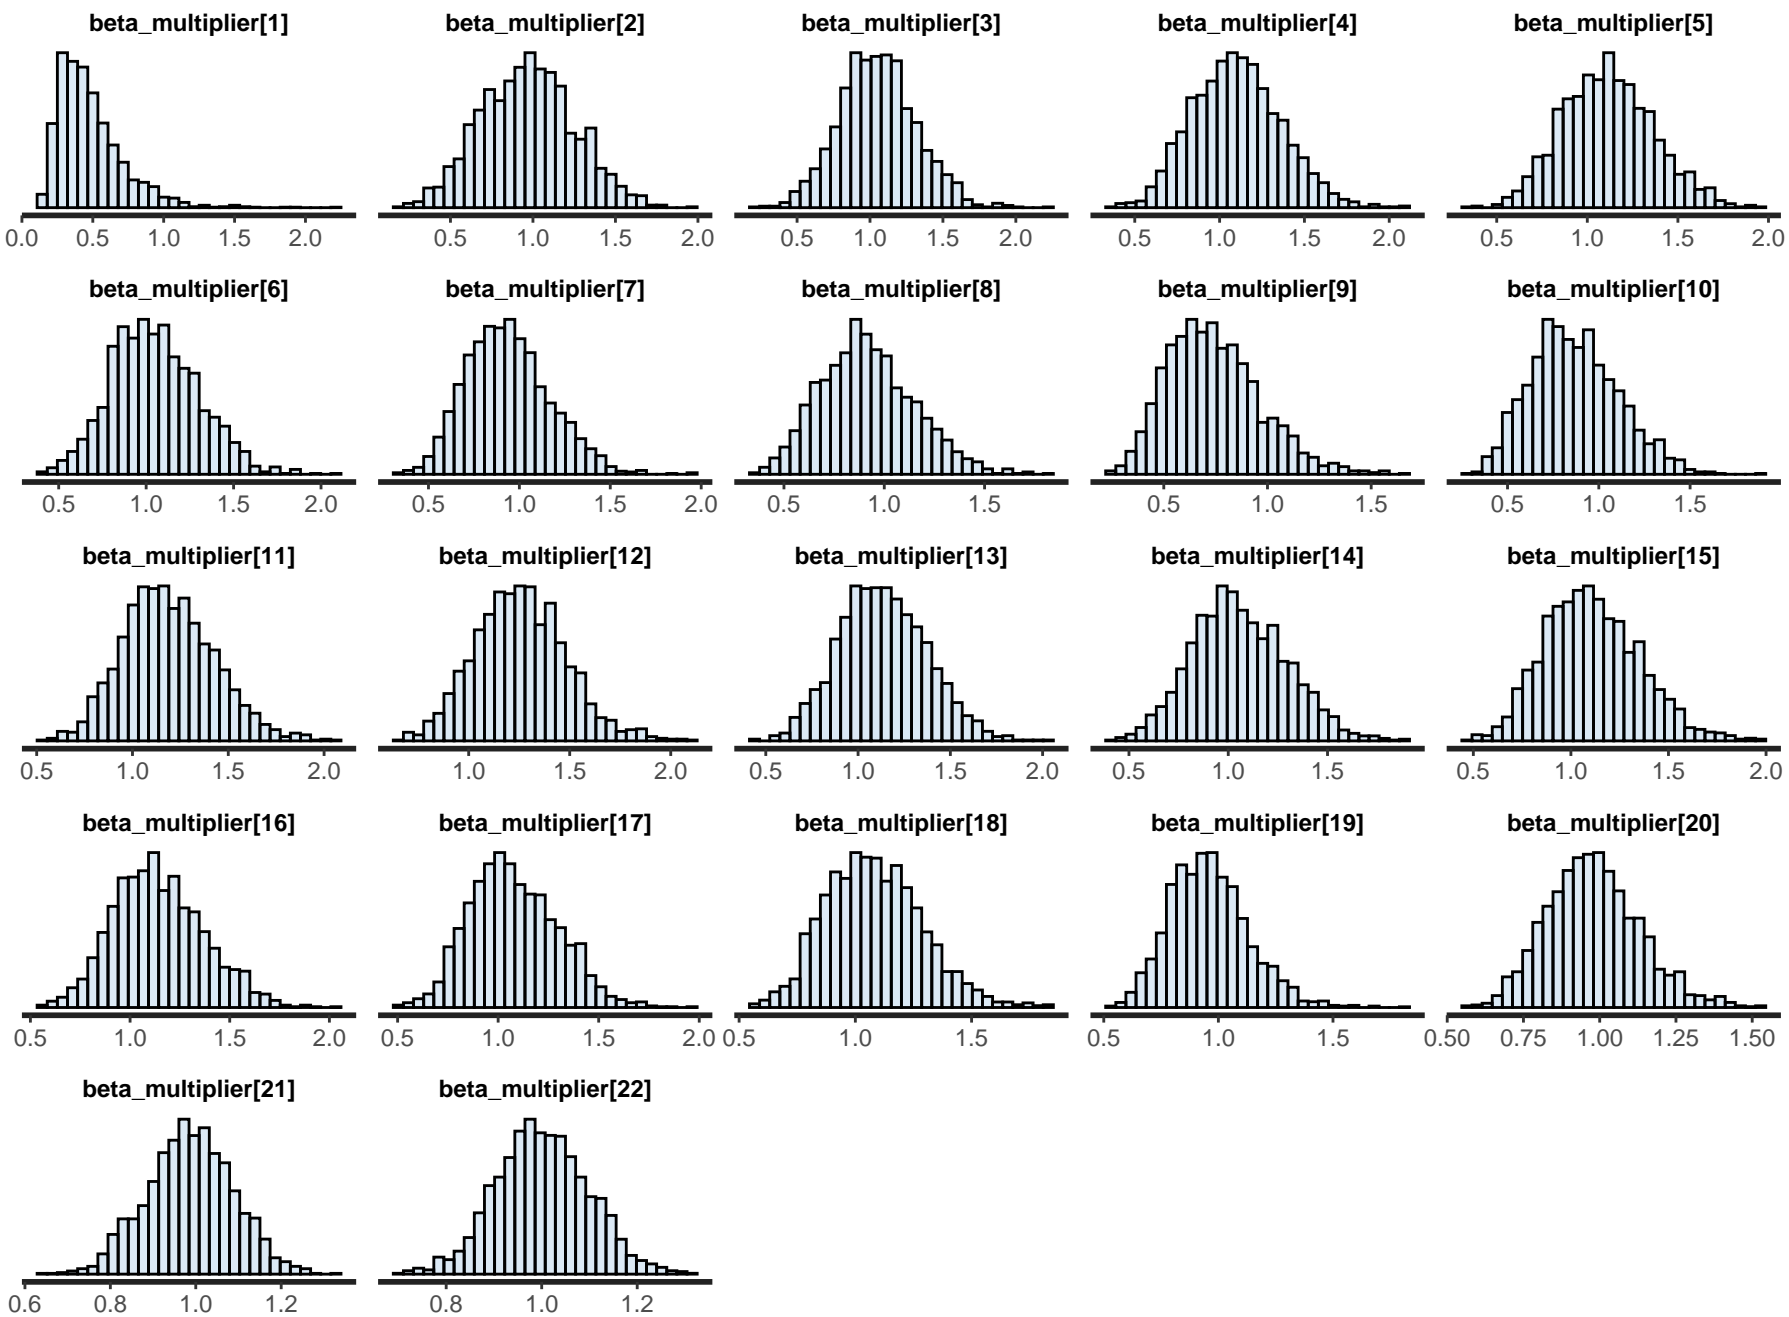 beta_multiplier[1] beta_multiplier[2] beta_multiplier[3] beta_multiplier[4] beta_multiplier[5]
0.0 0.5 1.0 1.5 2.0 0.5 1.0 1.5 2.0 0.5 1.0 1.5 2.0 0.5 1.0 1.5 2.0 0.5 1.0 1.5 2.0
beta_multiplier[6] beta_multiplier[7] beta_multiplier[8] beta_multiplier[9] beta_multiplier[10]
0.5 1.0 1.5 2.0 0.5 1.0 1.5 2.0 0.5 1.0 1.5 0.5 1.0 1.5 0.5 1.0 1.5
beta_multiplier[11] beta_multiplier[12] beta_multiplier[13] beta_multiplier[14] beta_multiplier[15]
0.5 1.0 1.5 2.0 1.0 1.5 2.0 0.5 1.0 1.5 2.0 0.5 1.0 1.5 0.5 1.0 1.5 2.0
beta_multiplier[16] beta_multiplier[17] beta_multiplier[18] beta_multiplier[19] beta_multiplier[20]
0.5 1.0 1.5 2.0 0.5 1.0 1.5 2.0 0.5 1.0 1.5 0.5 1.0 1.5 0.50 0.75 1.00 1.25 1.50
beta_multiplier[21] beta_multiplier[22]
0.6 0.8 1.0 1.2 0.8 1.0 1.2